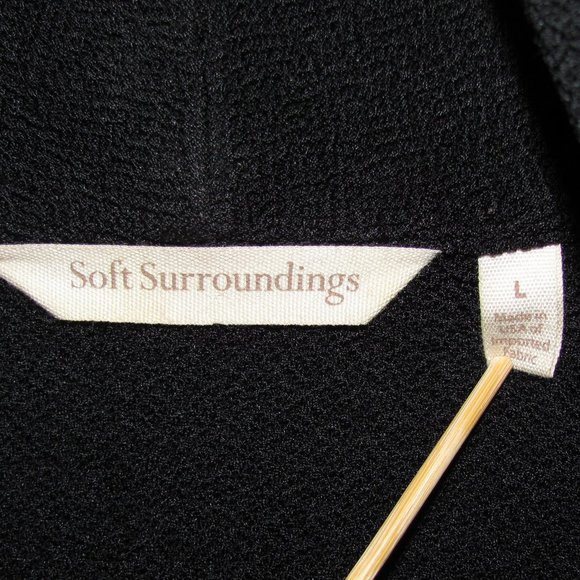 Soft Surroundings
L
Made in
USA of
Imported
Fabric